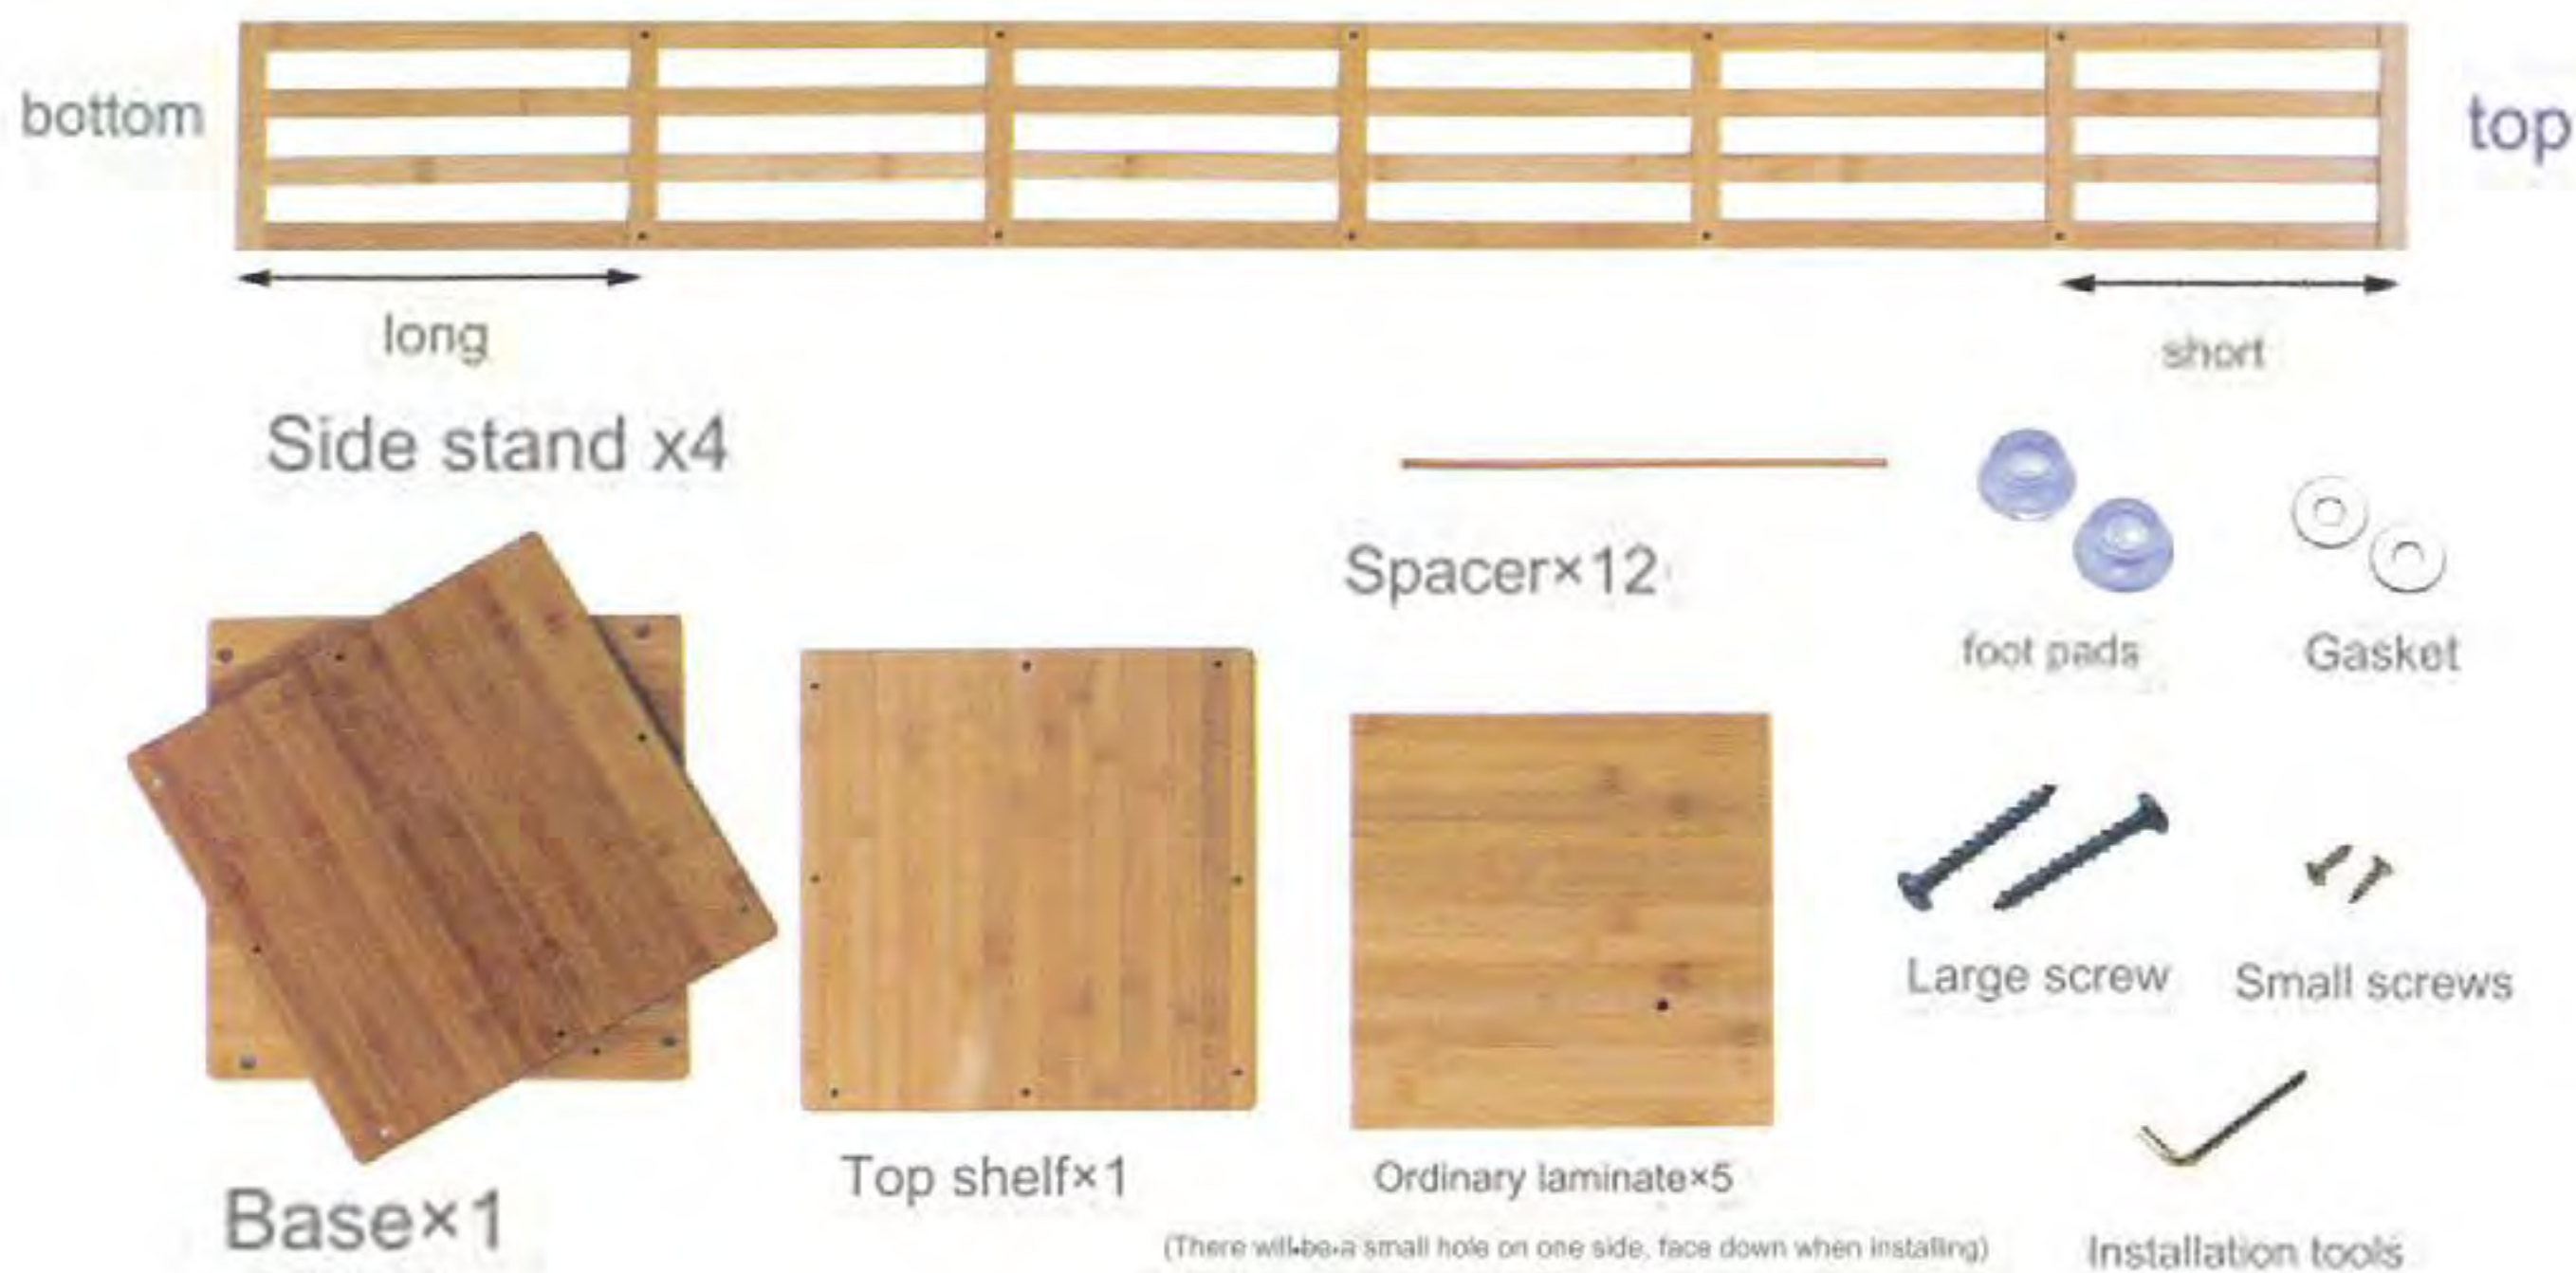 bottom
top
long
short
Side stand x4
Spacer×12
foot pads
Gasket
Large screw
Small screws
Base×1
Top shelf×1
Ordinary laminate×5
(There will be a small hole on one side, face down when installing)
Installation tools